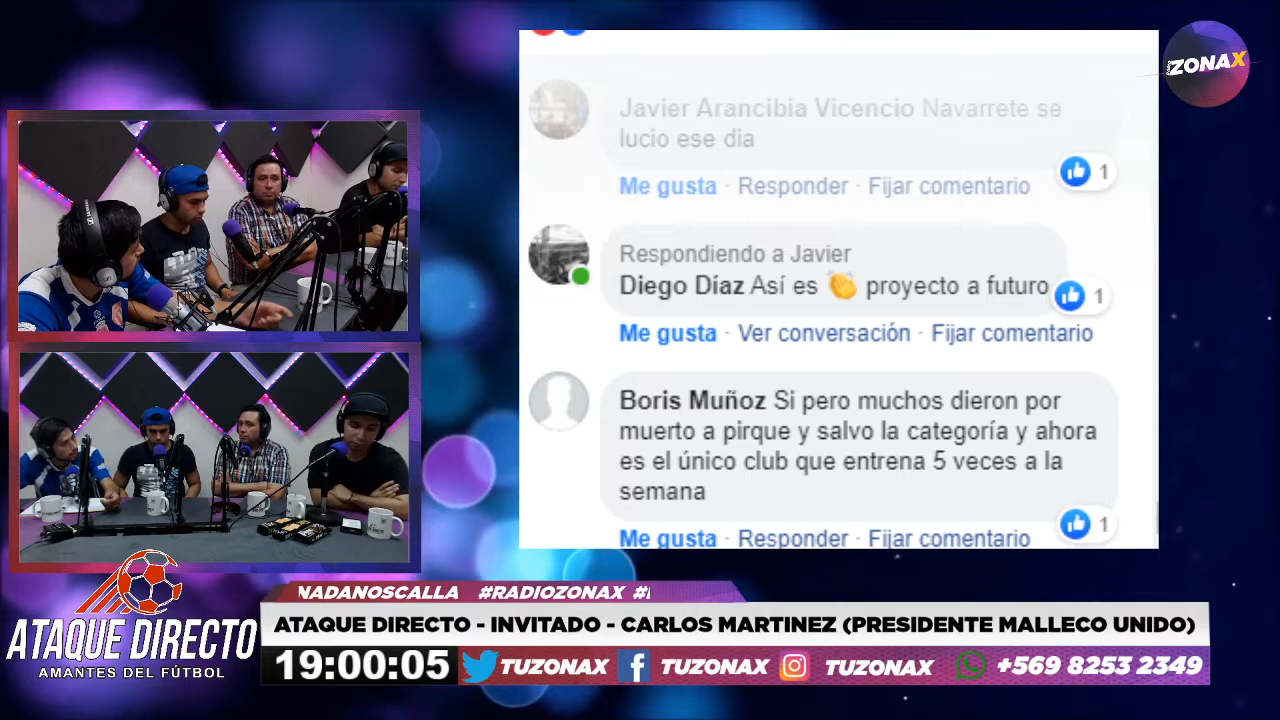 ZONAX
Javier Arancibia Vicencio Navarrete se
lucio ese dia
1
Me gusta · Responder · Fijar comentario
Respondiendo a Javier
Diego Díaz Así es 👏 proyecto a futuro
1
Me gusta · Ver conversación · Fijar comentario
Boris Muñoz Si pero muchos dieron por
muerto a pirque y salvo la categoría y ahora
es el único club que entrena 5 veces a la
semana
1
Me gusta · Responder · Fijar comentario
ATAQUE DIRECTO
AMANTES DEL FÚTBOL
NADANOSCALLA #RADIOZONAX #
ATAQUE DIRECTO - INVITADO - CARLOS MARTINEZ (PRESIDENTE MALLECO UNIDO)
19:00:05 TUZONAX TUZONAX TUZONAX +569 8253 2349